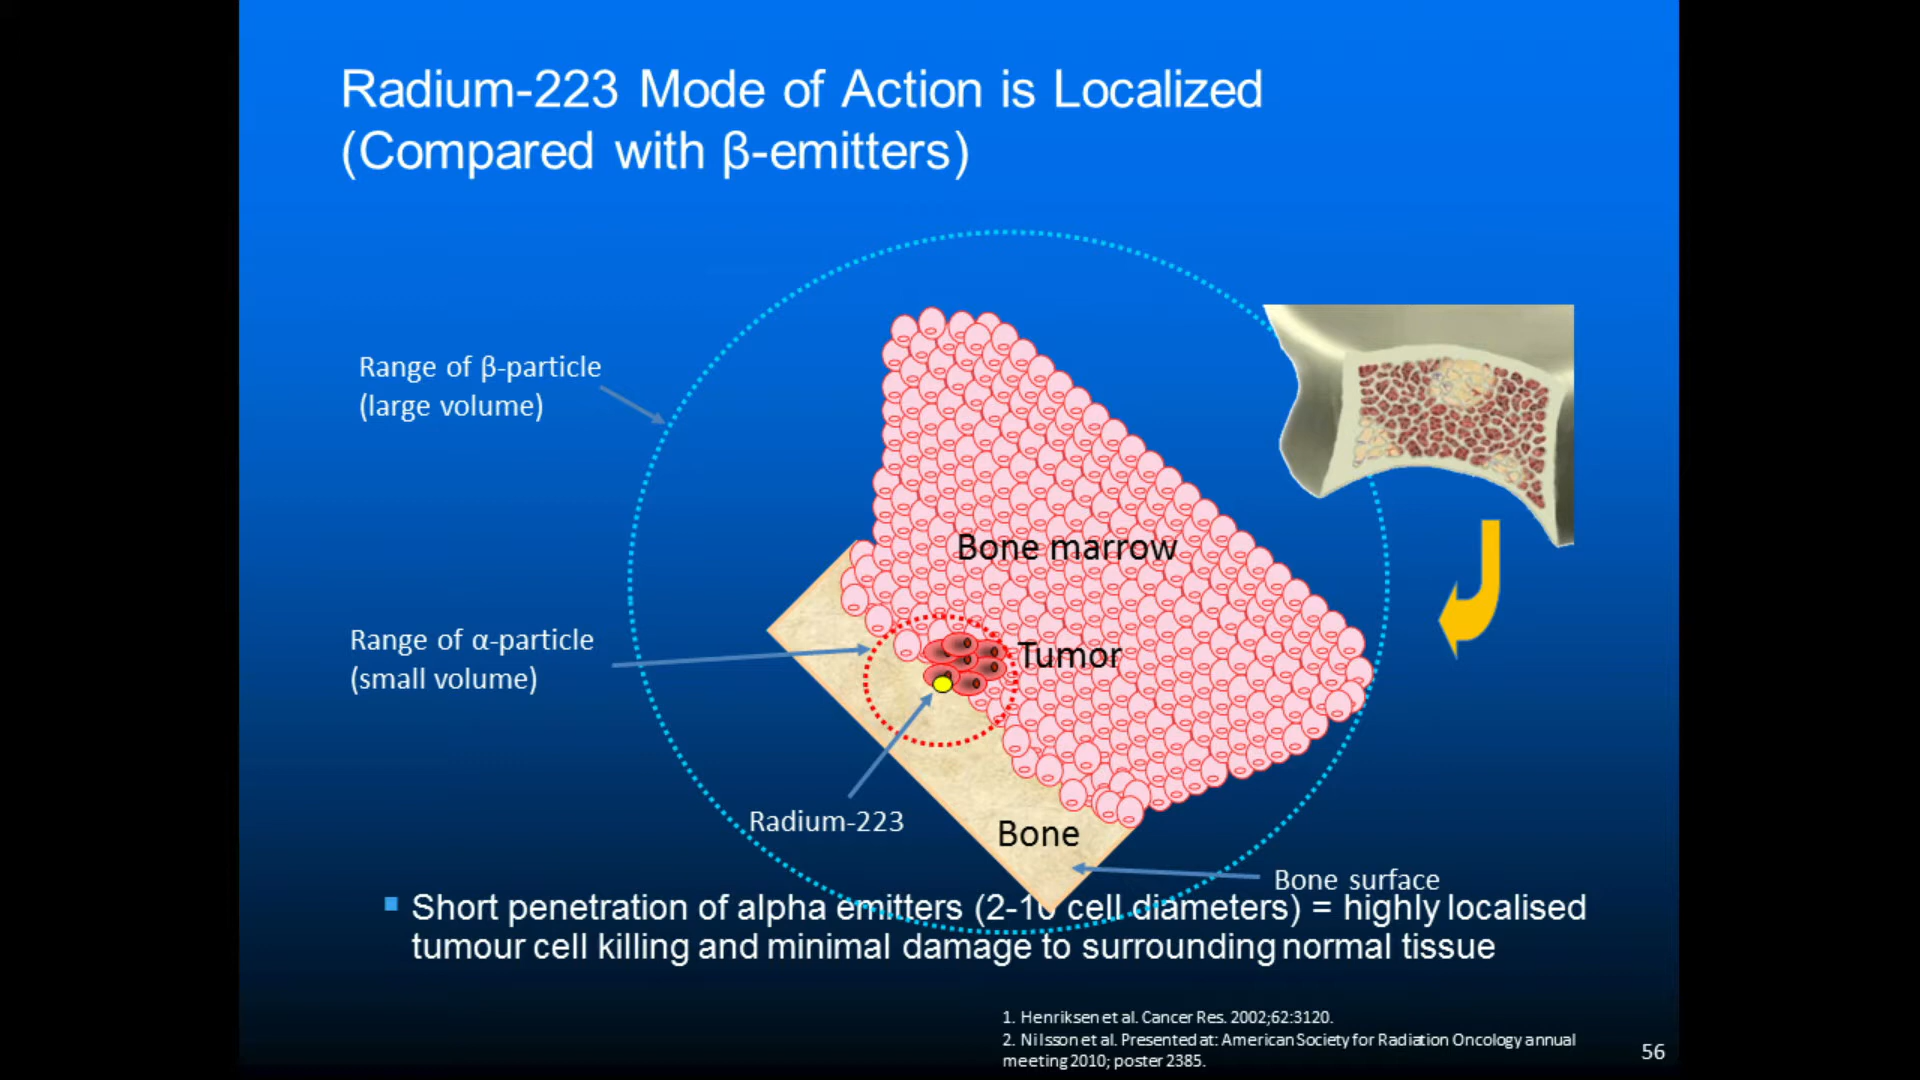 Radium-223 Mode of Action is Localized
(Compared with β-emitters)
Range of β-particle
(large volume)
Bone marrow
Range of α-particle
(small volume)
Tumor
Radium-223
Bone
Bone surface
Short penetration of alpha emitters (2-10 cell diameters) = highly localised
tumour cell killing and minimal damage to surrounding normal tissue
1. Henriksen et al. Cancer Res. 2002;62:3120.
2. Nilsson et al. Presented at: American Society for Radiation Oncology annual
meeting 2010; poster 2385.
56